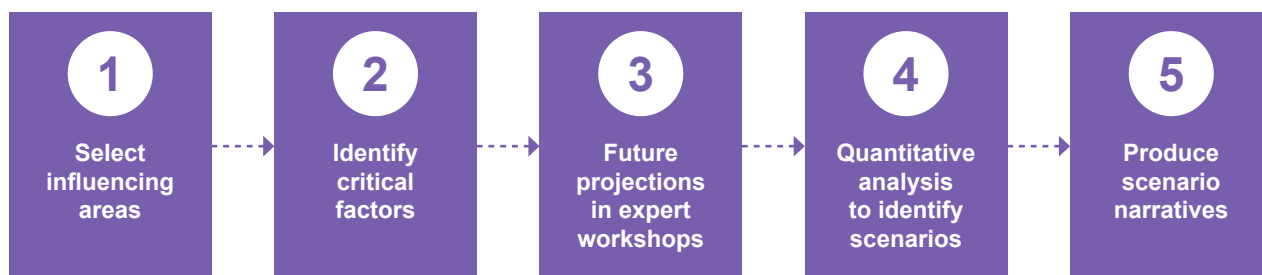 1
Select
influencing
areas
2
Identify
critical
factors
3
Future
projections
in expert
workshops
4
Quantitative
analysis
to identify
scenarios
5
Produce
scenario
narratives